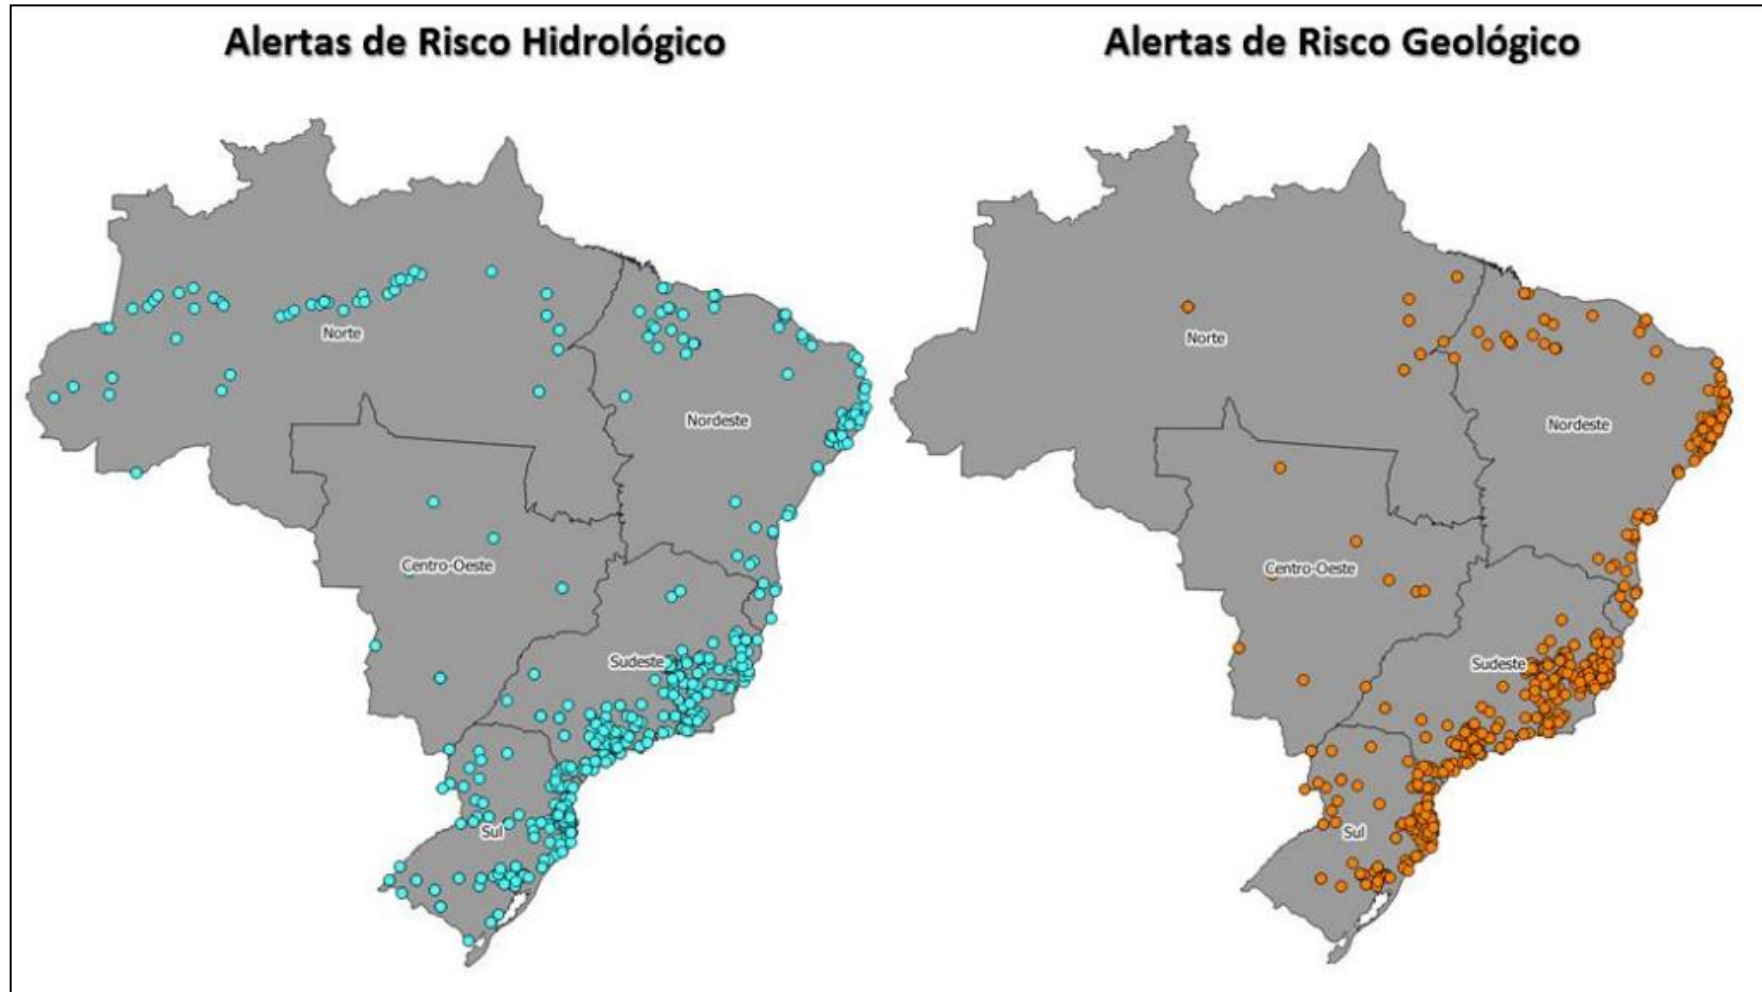 Alertas de Risco Hidrológico
Alertas de Risco Geológico
Norte
Nordeste
Centro-Oeste
Sudeste
Sul
Norte
Nordeste
Centro-Oeste
Sudeste
Sul